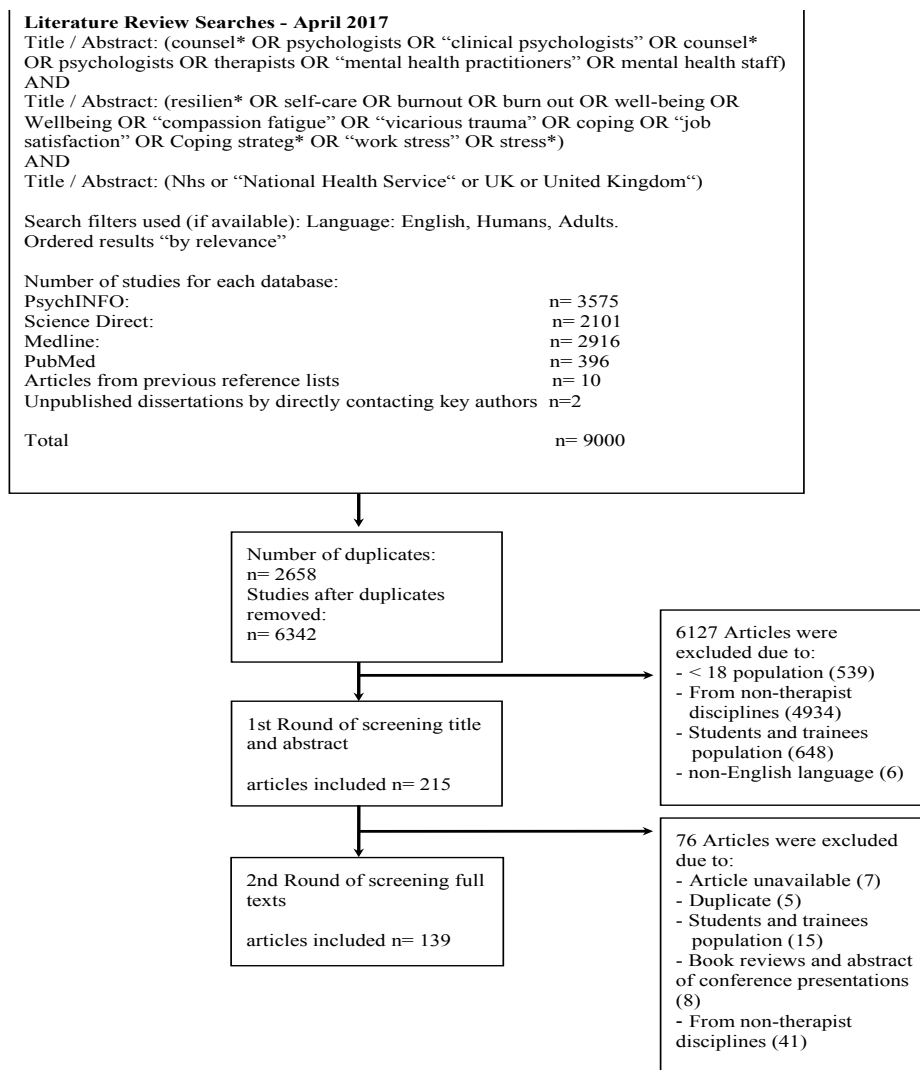 Literature Review Searches - April 2017
Title / Abstract: (counsel* OR psychologists OR “clinical psychologists” OR counsel*
OR psychologists OR therapists OR “mental health practitioners” OR mental health staff)
AND
Title / Abstract: (resilien* OR self-care OR burnout OR burn out OR well-being OR
Wellbeing OR “compassion fatigue” OR “vicarious trauma” OR coping OR “job
satisfaction” OR Coping strateg* OR “work stress” OR stress*)
AND
Title / Abstract: (Nhs or “National Health Service“ or UK or United Kingdom“)
Search filters used (if available): Language: English, Humans, Adults.
Ordered results “by relevance”
Number of studies for each database:
PsychINFO: n= 3575
Science Direct: n= 2101
Medline: n= 2916
PubMed n= 396
Articles from previous reference lists n= 10
Unpublished dissertations by directly contacting key authors n=2
Total n= 9000
Number of duplicates:
n= 2658
Studies after duplicates
removed:
n= 6342
6127 Articles were
excluded due to:
- < 18 population (539)
- From non-therapist
disciplines (4934)
- Students and trainees
population (648)
- non-English language (6)
1st Round of screening title
and abstract
articles included n= 215
76 Articles were excluded
due to:
- Article unavailable (7)
- Duplicate (5)
- Students and trainees
population (15)
- Book reviews and abstract
of conference presentations
(8)
- From non-therapist
disciplines (41)
2nd Round of screening full
texts
articles included n= 139